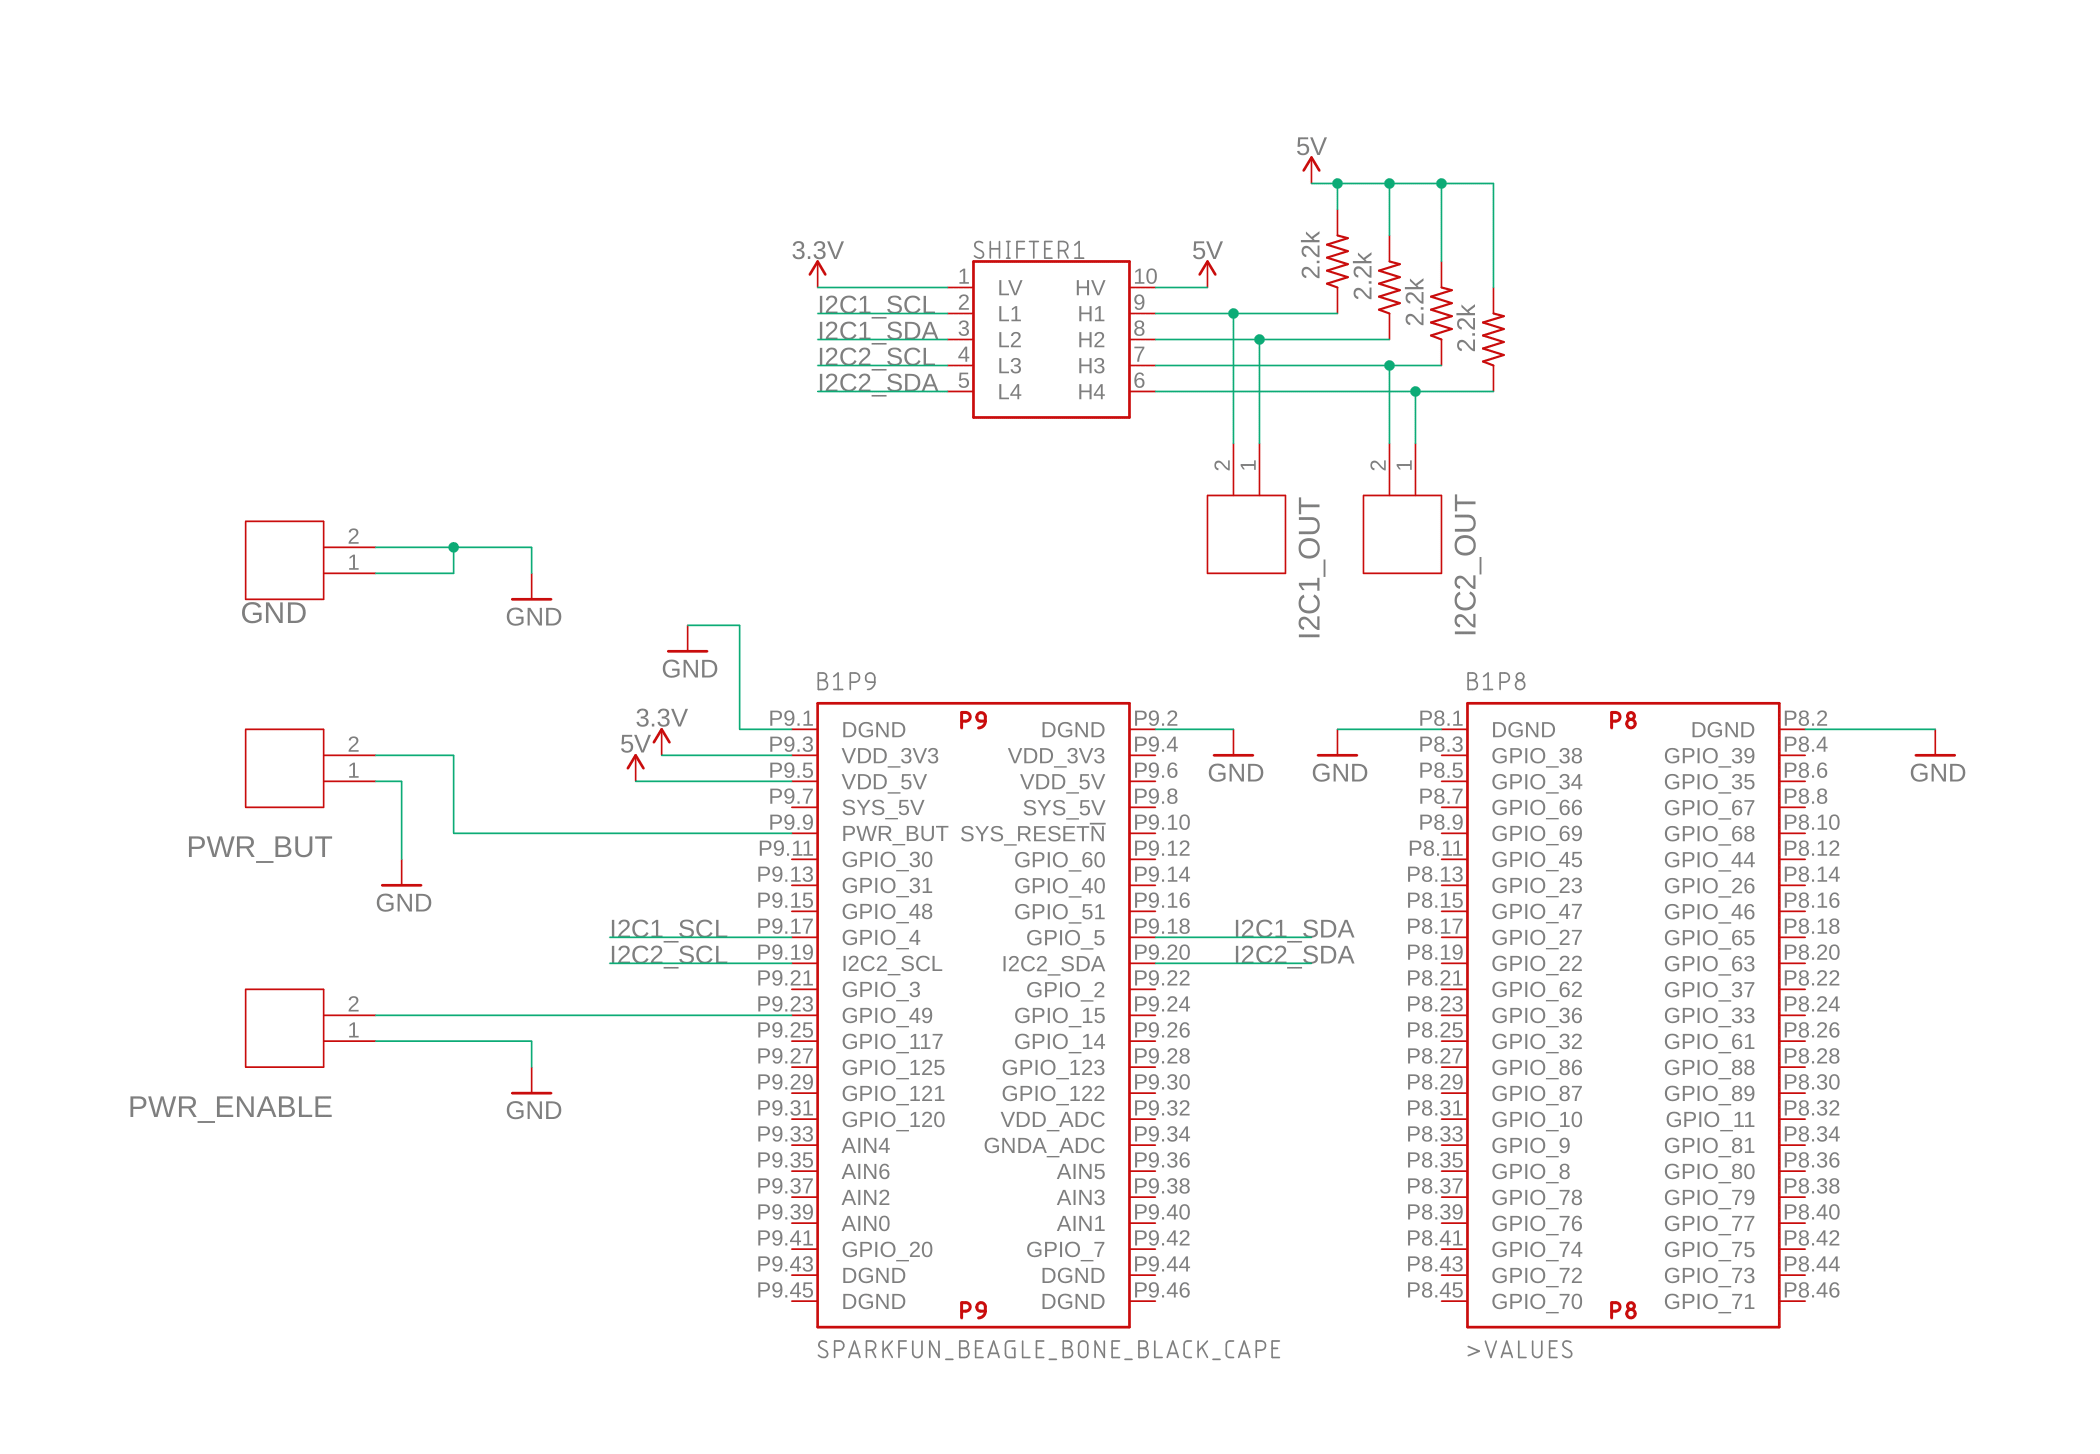 5V
3.3V
SHIFTER1
5V
2.2k
2.2k
2.2k
2.2k
1 LV HV 10
I2C1_SCL 2 L1 H1 9
I2C1_SDA 3 L2 H2 8
I2C2_SCL 4 L3 H3 7
I2C2_SDA 5 L4 H4 6
2 1
I2C1_OUT
2 1
I2C2_OUT
2
1
GND
GND
GND
2
1
PWR_BUT
GND
2
1
PWR_ENABLE
GND
3.3V
5V
I2C1_SCL
I2C2_SCL
B1P9
P9.1 DGND P9 DGND P9.2
P9.3 VDD_3V3 VDD_3V3 P9.4
P9.5 VDD_5V VDD_5V P9.6
P9.7 SYS_5V SYS_5V P9.8
P9.9 PWR_BUT SYS_RESETN P9.10
P9.11 GPIO_30 GPIO_60 P9.12
P9.13 GPIO_31 GPIO_40 P9.14
P9.15 GPIO_48 GPIO_51 P9.16
P9.17 GPIO_4 GPIO_5 P9.18
P9.19 I2C2_SCL I2C2_SDA P9.20
P9.21 GPIO_3 GPIO_2 P9.22
P9.23 GPIO_49 GPIO_15 P9.24
P9.25 GPIO_117 GPIO_14 P9.26
P9.27 GPIO_125 GPIO_123 P9.28
P9.29 GPIO_121 GPIO_122 P9.30
P9.31 GPIO_120 VDD_ADC P9.32
P9.33 AIN4 GNDA_ADC P9.34
P9.35 AIN6 AIN5 P9.36
P9.37 AIN2 AIN3 P9.38
P9.39 AIN0 AIN1 P9.40
P9.41 GPIO_20 GPIO_7 P9.42
P9.43 DGND DGND P9.44
P9.45 DGND P9 DGND P9.46
SPARKFUN_BEAGLE_BONE_BLACK_CAPE
GND
I2C1_SDA
I2C2_SDA
GND
B1P8
P8.1 DGND P8 DGND P8.2
P8.3 GPIO_38 GPIO_39 P8.4
P8.5 GPIO_34 GPIO_35 P8.6
P8.7 GPIO_66 GPIO_67 P8.8
P8.9 GPIO_69 GPIO_68 P8.10
P8.11 GPIO_45 GPIO_44 P8.12
P8.13 GPIO_23 GPIO_26 P8.14
P8.15 GPIO_47 GPIO_46 P8.16
P8.17 GPIO_27 GPIO_65 P8.18
P8.19 GPIO_22 GPIO_63 P8.20
P8.21 GPIO_62 GPIO_37 P8.22
P8.23 GPIO_36 GPIO_33 P8.24
P8.25 GPIO_32 GPIO_61 P8.26
P8.27 GPIO_86 GPIO_88 P8.28
P8.29 GPIO_87 GPIO_89 P8.30
P8.31 GPIO_10 GPIO_11 P8.32
P8.33 GPIO_9 GPIO_81 P8.34
P8.35 GPIO_8 GPIO_80 P8.36
P8.37 GPIO_78 GPIO_79 P8.38
P8.39 GPIO_76 GPIO_77 P8.40
P8.41 GPIO_74 GPIO_75 P8.42
P8.43 GPIO_72 GPIO_73 P8.44
P8.45 GPIO_70 P8 GPIO_71 P8.46
>VALUES
GND